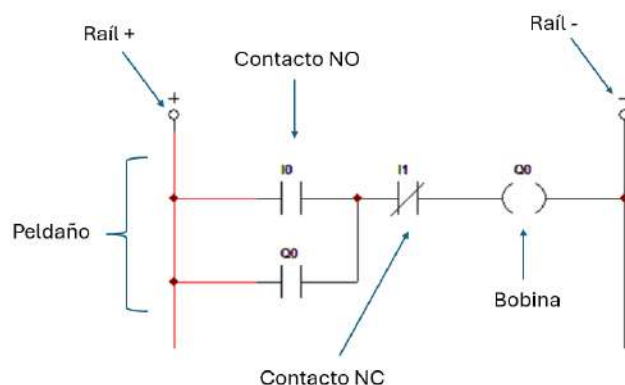 Raíl +
Raíl -
Contacto NO
+
-
I0
I1
Q0
Peldaño
Q0
Bobina
Contacto NC